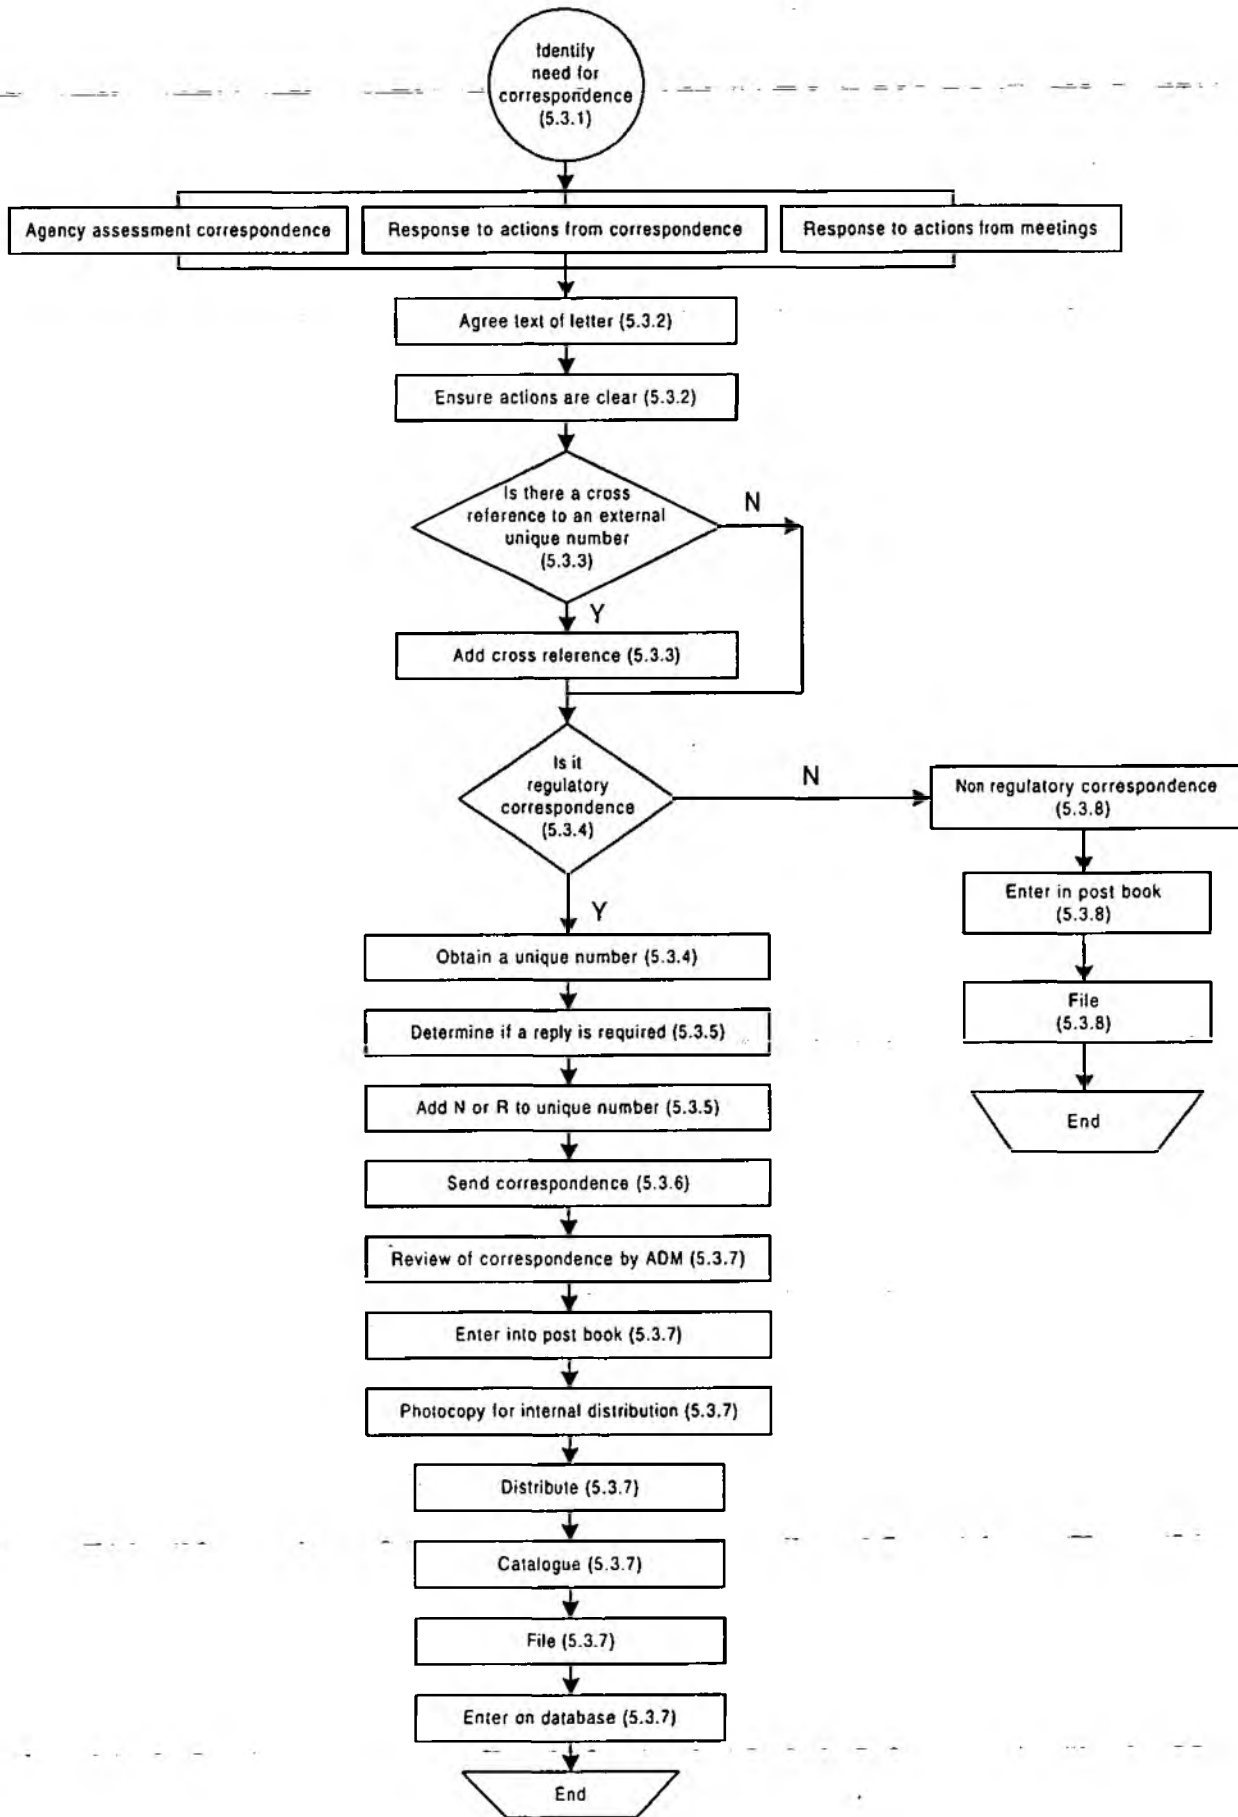 Identify
need for
correspondence
(5.3.1)
Agency assessment correspondence
Response to actions from correspondence
Response to actions from meetings
Agree text of letter (5.3.2)
Ensure actions are clear (5.3.2)
Is there a cross
reference to an external
unique number
(5.3.3)
N
Y
Add cross reference (5.3.3)
Is it
regulatory
correspondence
(5.3.4)
N
Non regulatory correspondence
(5.3.8)
Enter in post book
(5.3.8)
File
(5.3.8)
End
Y
Obtain a unique number (5.3.4)
Determine if a reply is required (5.3.5)
Add N or R to unique number (5.3.5)
Send correspondence (5.3.6)
Review of correspondence by ADM (5.3.7)
Enter into post book (5.3.7)
Photocopy for internal distribution (5.3.7)
Distribute (5.3.7)
Catalogue (5.3.7)
File (5.3.7)
Enter on database (5.3.7)
End